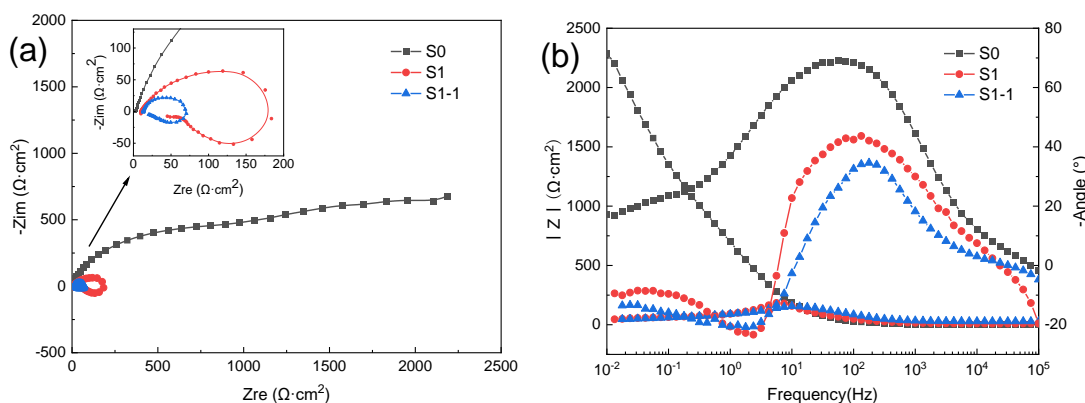 (a)
2000
1500
1000
500
0
-500
-Zim (Ω·cm²)
0 500 1000 1500 2000 2500
Zre (Ω·cm²)
S0
S1
S1-1
100
50
0
-50
-Zim (Ω·cm²)
0 50 100 150 200
Zre (Ω·cm²)
(b)
2500
2000
1500
1000
500
0
| Z | (Ω·cm²)
10⁻² 10⁻¹ 10⁰ 10¹ 10² 10³ 10⁴ 10⁵
Frequency(Hz)
S0
S1
S1-1
80
70
60
40
20
0
-20
-Angle (°)